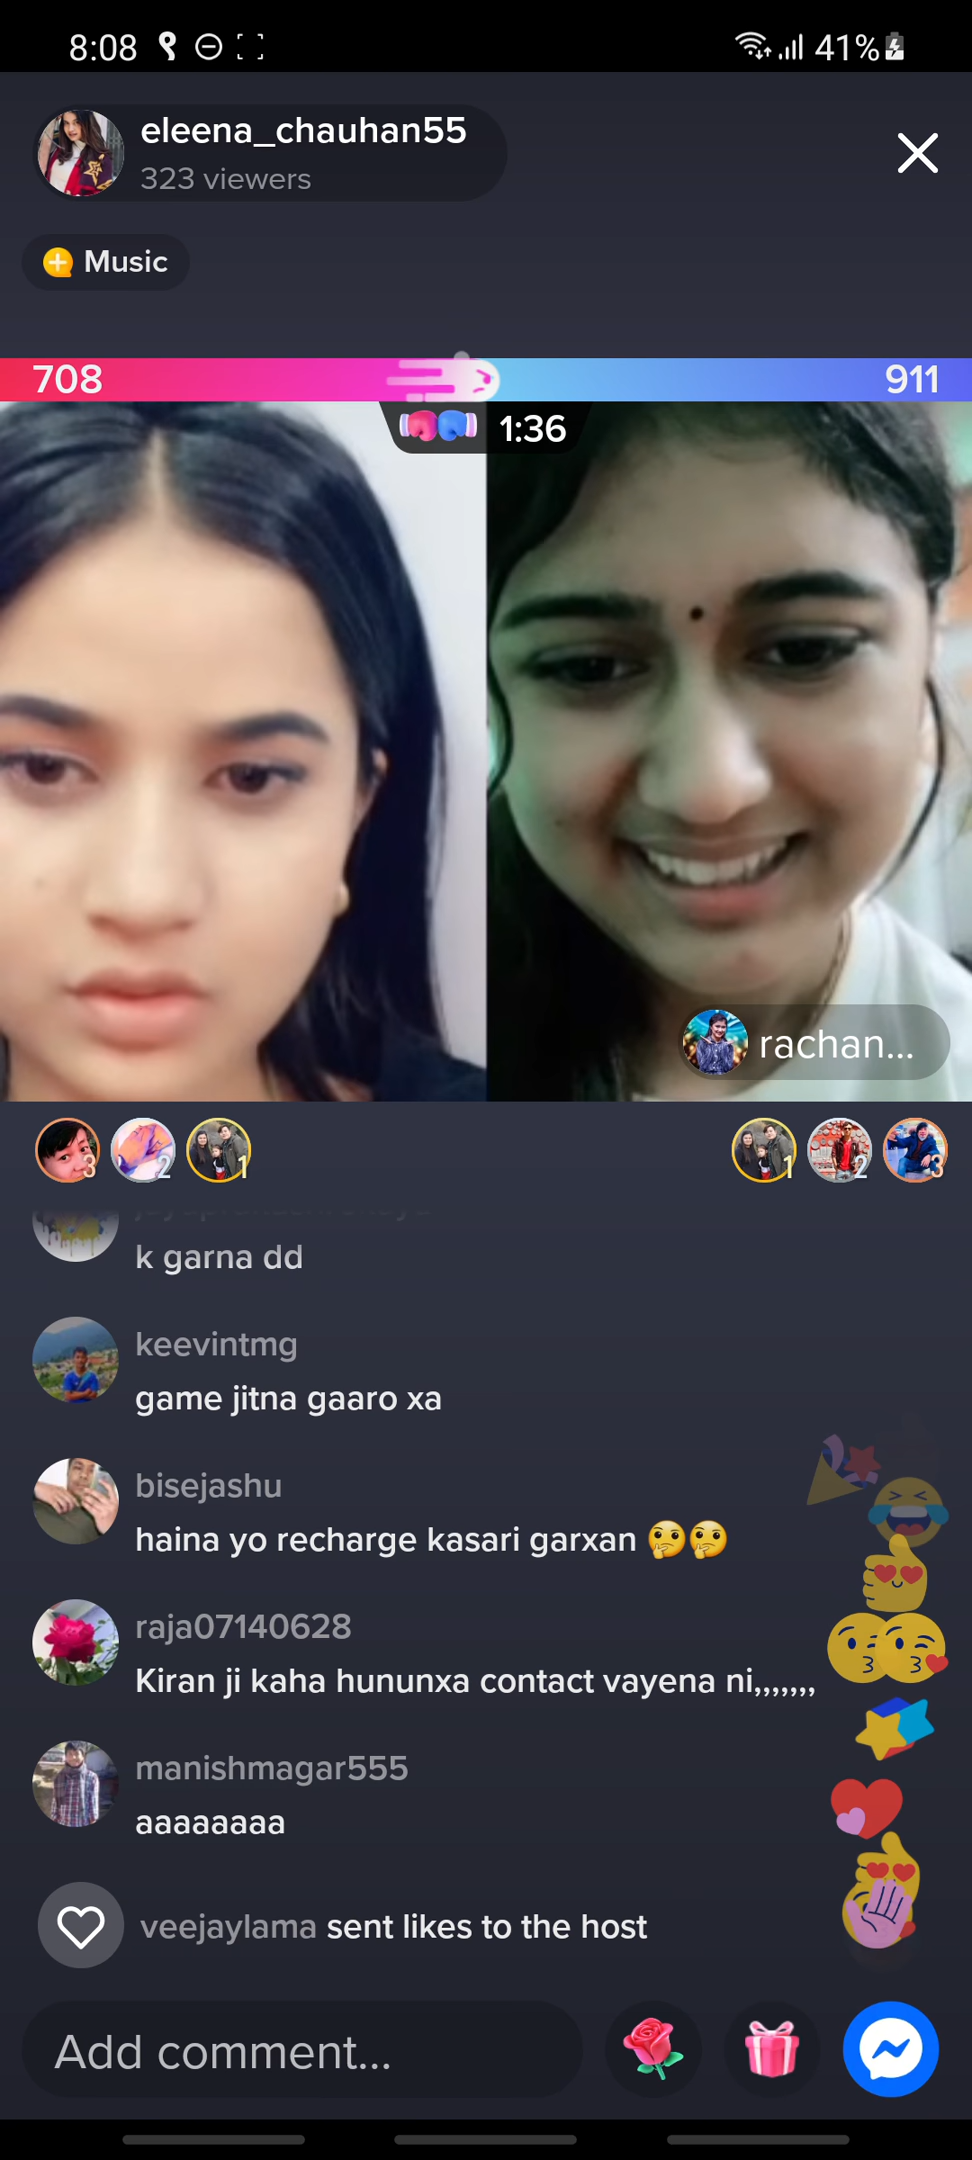 8:08
41%
eleena_chauhan55
323 viewers
Music
708
911
1:36
rachan...
3
2
1
1
2
3
k garna dd
keevintmg
game jitna gaaro xa
bisejashu
haina yo recharge kasari garxan 🤔🤔
raja07140628
Kiran ji kaha hununxa contact vayena ni,,,,,,,
manishmagar555
aaaaaaaa
veejaylama sent likes to the host
Add comment...